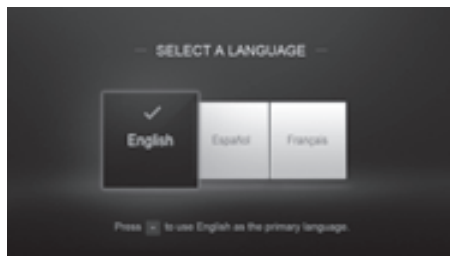 SELECT A LANGUAGE
English
Español
Français
Press to use English as the primary language.